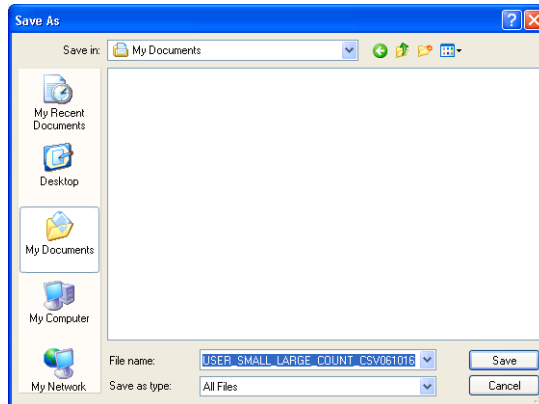 Save As
Save in: My Documents
My Recent
Documents
Desktop
My Documents
My Computer
My Network
File name: USER_SMALL_LARGE_COUNT_CSV061016 Save
Save as type: All Files Cancel